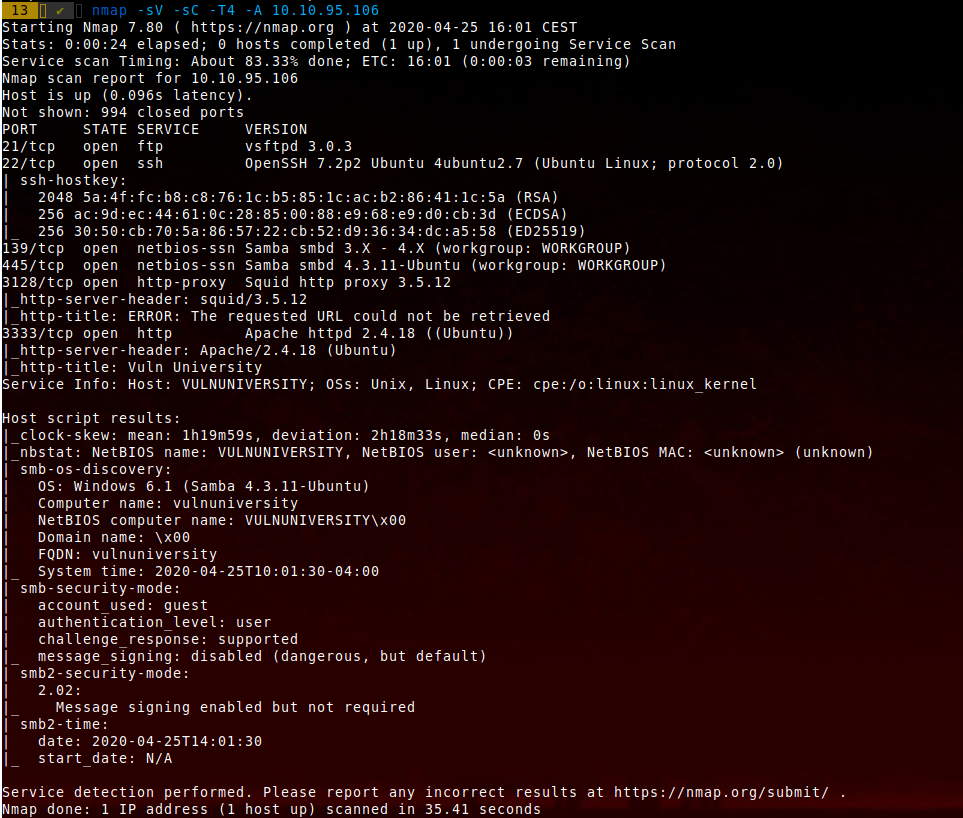 13 ✔ nmap -sV -sC -T4 -A 10.10.95.106
Starting Nmap 7.80 ( https://nmap.org ) at 2020-04-25 16:01 CEST
Stats: 0:00:24 elapsed; 0 hosts completed (1 up), 1 undergoing Service Scan
Service scan Timing: About 83.33% done; ETC: 16:01 (0:00:03 remaining)
Nmap scan report for 10.10.95.106
Host is up (0.096s latency).
Not shown: 994 closed ports
PORT     STATE SERVICE     VERSION
21/tcp   open  ftp         vsftpd 3.0.3
22/tcp   open  ssh         OpenSSH 7.2p2 Ubuntu 4ubuntu2.7 (Ubuntu Linux; protocol 2.0)
| ssh-hostkey:
|   2048 5a:4f:fc:b8:c8:76:1c:b5:85:1c:ac:b2:86:41:1c:5a (RSA)
|   256 ac:9d:ec:44:61:0c:28:85:00:88:e9:68:e9:d0:cb:3d (ECDSA)
|_  256 30:50:cb:70:5a:86:57:22:cb:52:d9:36:34:dc:a5:58 (ED25519)
139/tcp  open  netbios-ssn Samba smbd 3.X - 4.X (workgroup: WORKGROUP)
445/tcp  open  netbios-ssn Samba smbd 4.3.11-Ubuntu (workgroup: WORKGROUP)
3128/tcp open  http-proxy  Squid http proxy 3.5.12
|_http-server-header: squid/3.5.12
|_http-title: ERROR: The requested URL could not be retrieved
3333/tcp open  http        Apache httpd 2.4.18 ((Ubuntu))
|_http-server-header: Apache/2.4.18 (Ubuntu)
|_http-title: Vuln University
Service Info: Host: VULNUNIVERSITY; OSs: Unix, Linux; CPE: cpe:/o:linux:linux_kernel
Host script results:
|_clock-skew: mean: 1h19m59s, deviation: 2h18m33s, median: 0s
|_nbstat: NetBIOS name: VULNUNIVERSITY, NetBIOS user: <unknown>, NetBIOS MAC: <unknown> (unknown)
| smb-os-discovery:
|   OS: Windows 6.1 (Samba 4.3.11-Ubuntu)
|   Computer name: vulnuniversity
|   NetBIOS computer name: VULNUNIVERSITY\x00
|   Domain name: \x00
|   FQDN: vulnuniversity
|_  System time: 2020-04-25T10:01:30-04:00
| smb-security-mode:
|   account_used: guest
|   authentication_level: user
|   challenge_response: supported
|_  message_signing: disabled (dangerous, but default)
| smb2-security-mode:
|   2.02:
|_    Message signing enabled but not required
| smb2-time:
|   date: 2020-04-25T14:01:30
|_  start_date: N/A
Service detection performed. Please report any incorrect results at https://nmap.org/submit/ .
Nmap done: 1 IP address (1 host up) scanned in 35.41 seconds